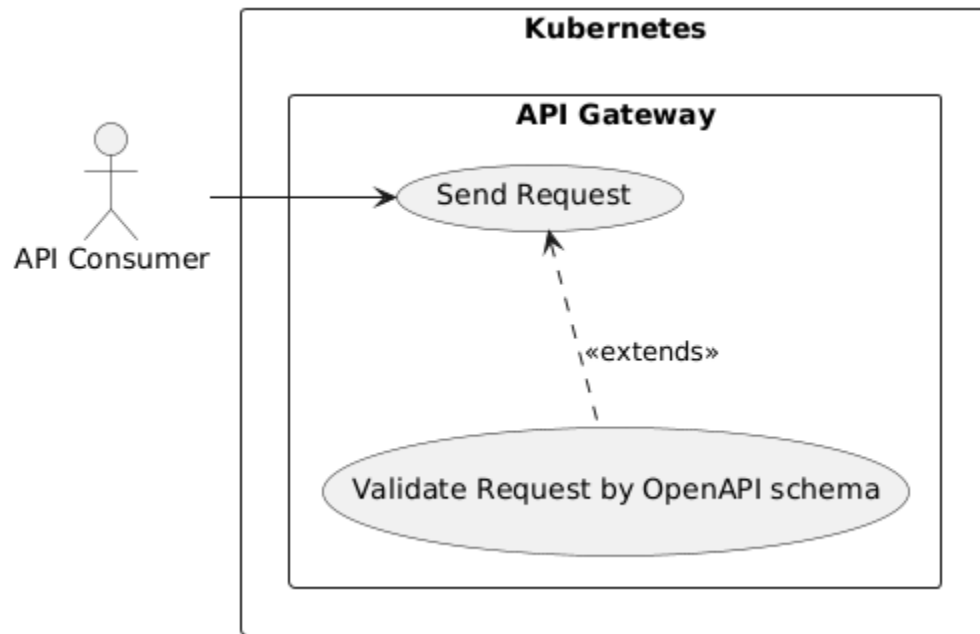 Kubernetes
API Gateway
Send Request
API Consumer
«extends»
Validate Request by OpenAPI schema